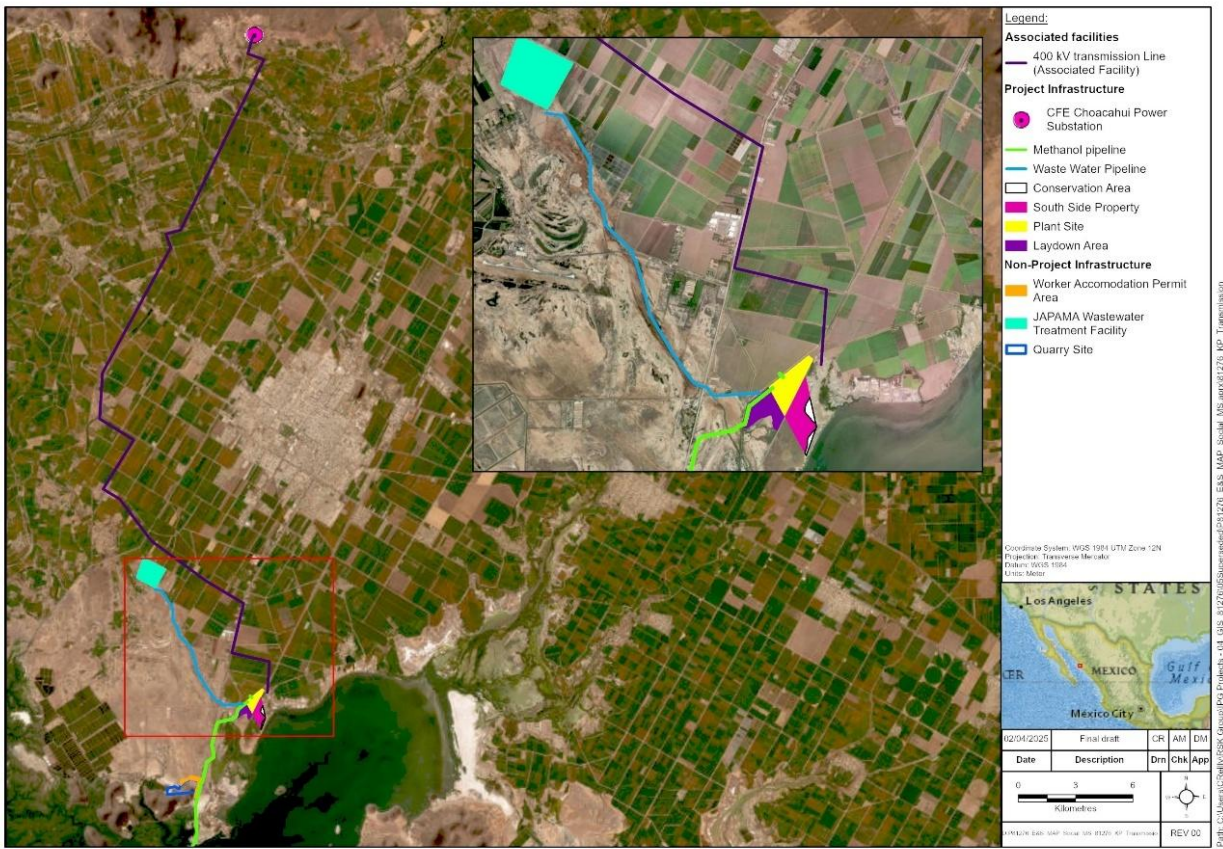 Legend:
Associated facilities
400 kV transmission Line
(Associated Facility)
Project Infrastructure
CFE Choacahui Power
Substation
Methanol pipeline
Waste Water Pipeline
Conservation Area
South Side Property
Plant Site
Laydown Area
Non-Project Infrastructure
Worker Accomodation Permit
Area
JAPAMA Wastewater
Treatment Facility
Quarry Site
Coordinate System: WGS 1984 UTM Zone 12N
Projection: Transverse Mercator
Datum: WGS 1984
Units: Meter
STATES
Los Angeles
MEXICO
Gulf
Mexic
México City
02/04/2025 Final draft CR AM DM
Date Description Drn Chk App
0 3 6
Kilometres
REV 00